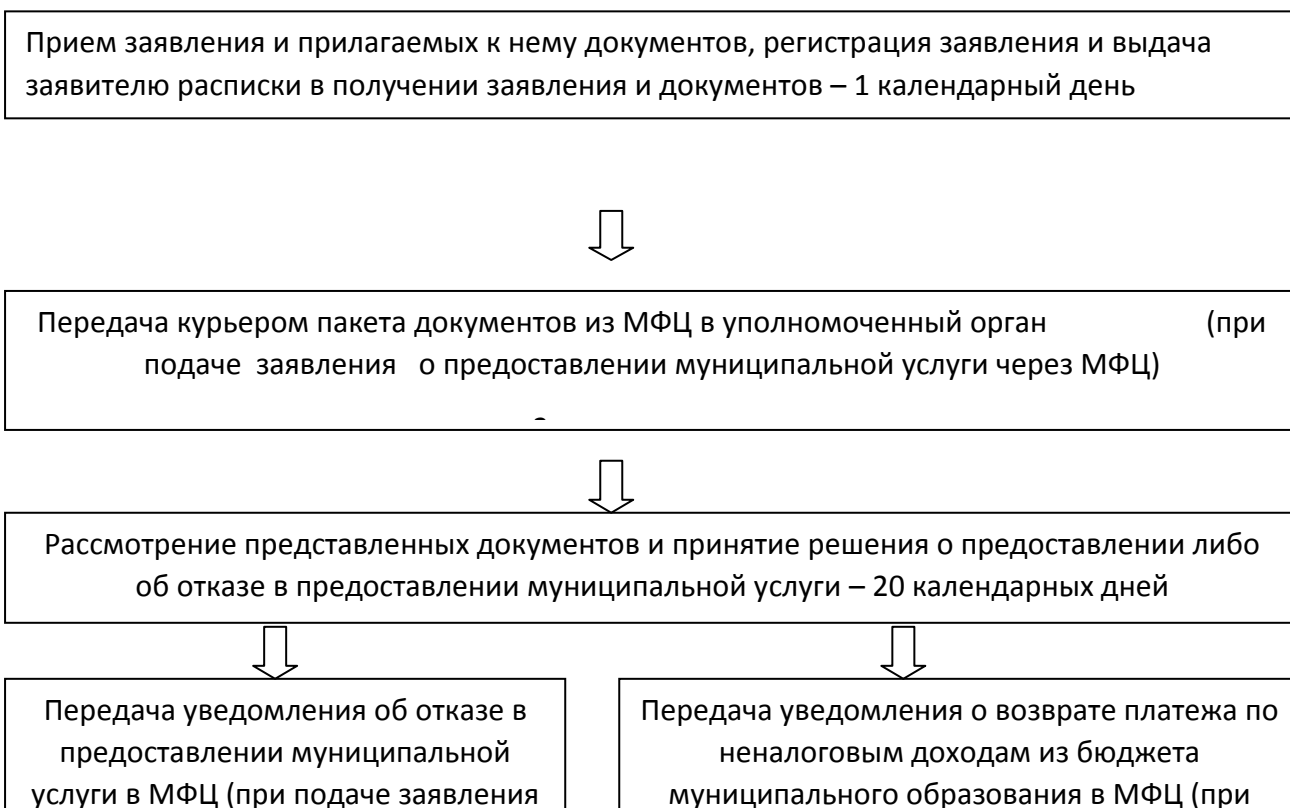 Прием заявления и прилагаемых к нему документов, регистрация заявления и выдача
заявителю расписки в получении заявления и документов – 1 календарный день
Передача курьером пакета документов из МФЦ в уполномоченный орган (при
подаче заявления о предоставлении муниципальной услуги через МФЦ)
Рассмотрение представленных документов и принятие решения о предоставлении либо
об отказе в предоставлении муниципальной услуги – 20 календарных дней
Передача уведомления об отказе в
предоставлении муниципальной
услуги в МФЦ (при подаче заявления
Передача уведомления о возврате платежа по
неналоговым доходам из бюджета
муниципального образования в МФЦ (при